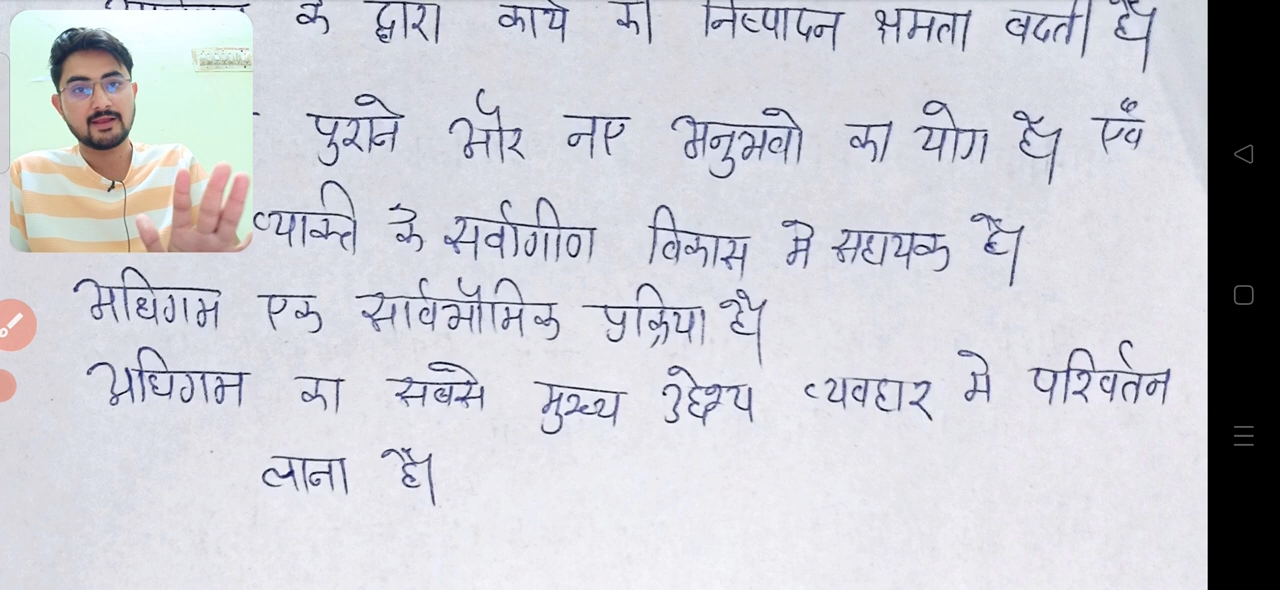 के द्वारा कार्य की निष्पादन क्षमता बढती है।
पुराने और नए अनुभवो का योग है। एवं
व्यक्ति के सर्वागीण विकास मे सहायक है।
अधिगम एक सार्वभौमिक प्रक्रिया है।
अधिगम का सबसे मुख्य उद्देश्य व्यवहार मे परिवर्तन
लाना है।